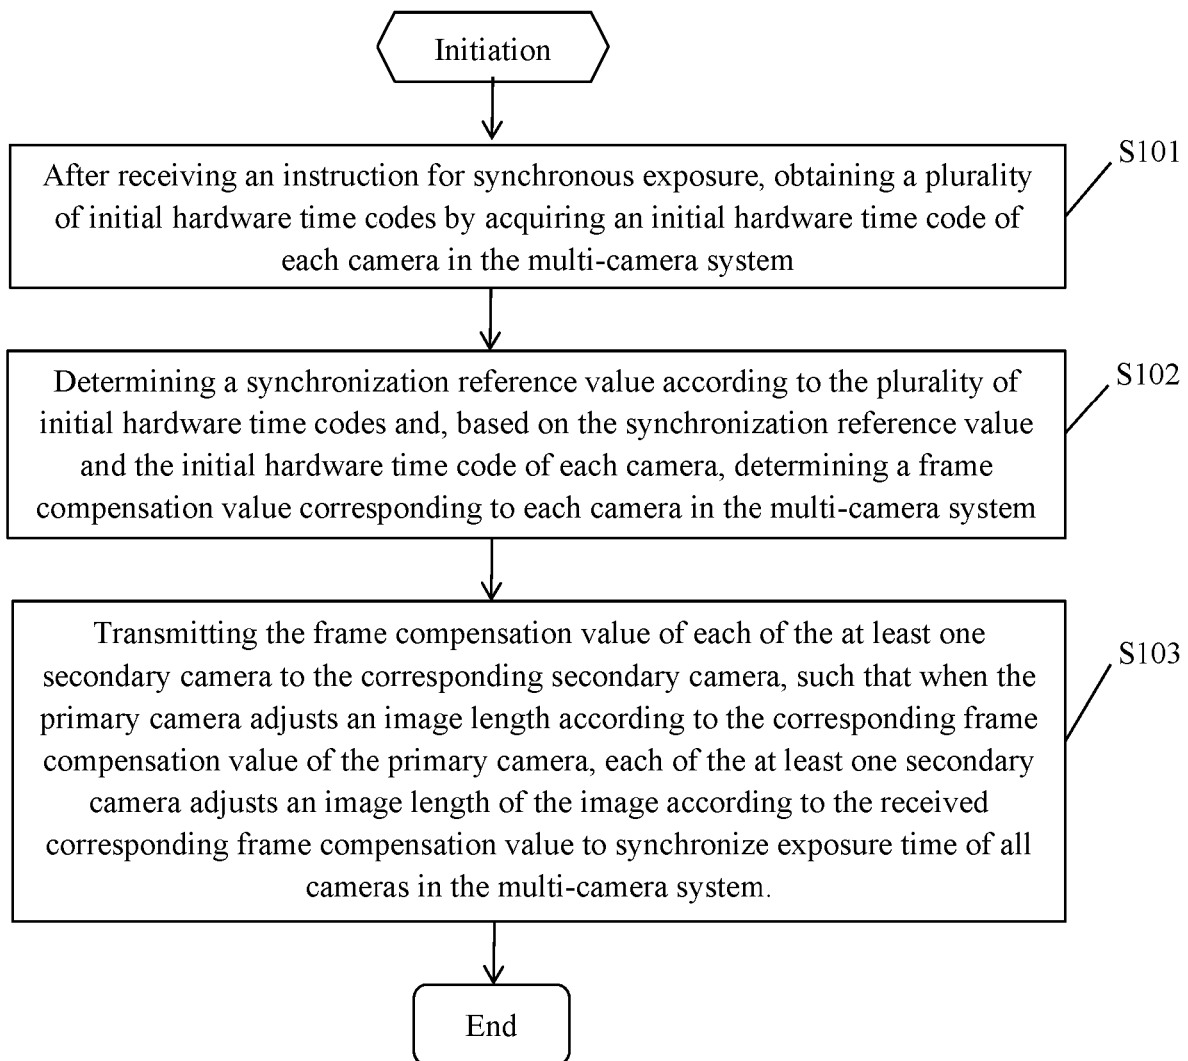 Initiation
S101
After receiving an instruction for synchronous exposure, obtaining a plurality
of initial hardware time codes by acquiring an initial hardware time code of
each camera in the multi-camera system
S102
Determining a synchronization reference value according to the plurality of
initial hardware time codes and, based on the synchronization reference value
and the initial hardware time code of each camera, determining a frame
compensation value corresponding to each camera in the multi-camera system
S103
Transmitting the frame compensation value of each of the at least one
secondary camera to the corresponding secondary camera, such that when the
primary camera adjusts an image length according to the corresponding frame
compensation value of the primary camera, each of the at least one secondary
camera adjusts an image length of the image according to the received
corresponding frame compensation value to synchronize exposure time of all
cameras in the multi-camera system.
End